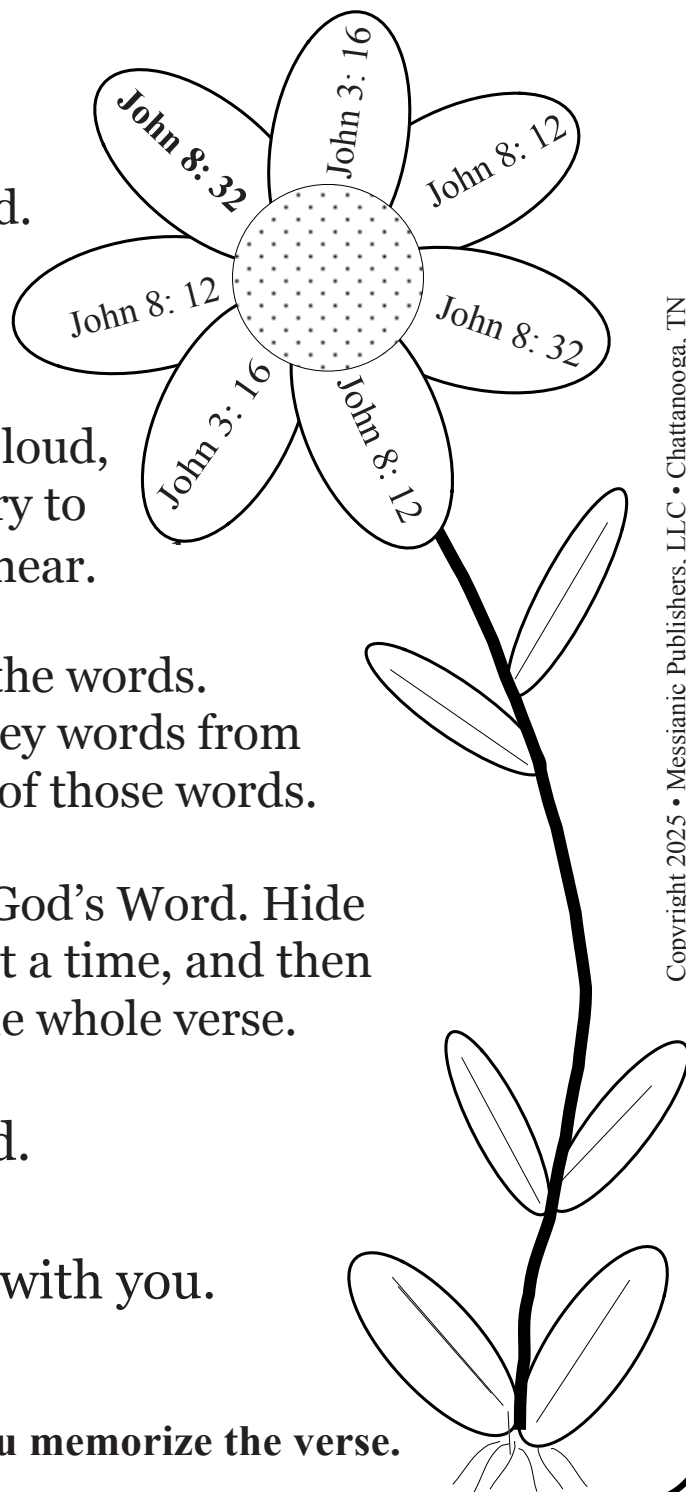 John 3: 16
John 8: 12
John 8: 32
John 8: 12
John 3: 16
John 8: 12
John 8: 32
d.
loud,
ry to
hear.
the words.
ey words from
of those words.
God’s Word. Hide
t a time, and then
e whole verse.
d.
with you.
u memorize the verse.
Copyright 2025 • Messianic Publishers, LLC • Chattanooga, TN